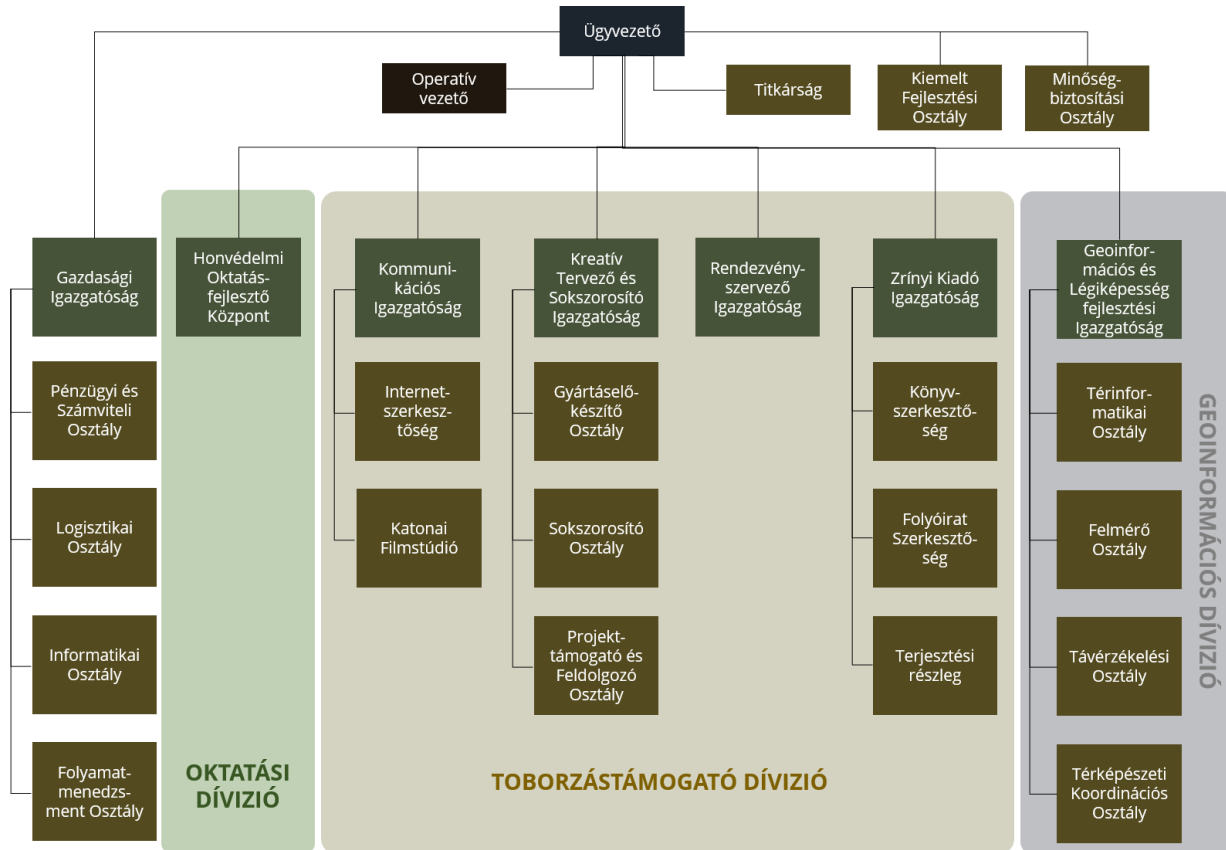 Ügyvezető
Operatív
vezető
Titkárság
Kiemelt
Fejlesztési
Osztály
Minőség-
biztosítási
Osztály
Gazdasági
Igazgatóság
Pénzügyi és
Számviteli
Osztály
Logisztikai
Osztály
Informatikai
Osztály
Folyamat-
menedzs-
ment Osztály
Honvédelmi
Oktatás-
fejlesztő
Központ
OKTATÁSI
DÍVIZIÓ
Kommuni-
kációs
Igazgatóság
Internet-
szerkesz-
tőség
Katonai
Filmstúdió
Kreatív
Tervező és
Sokszorosító
Igazgatóság
Gyártáselő-
készítő
Osztály
Sokszorosító
Osztály
Projekt-
támogató és
Feldolgozó
Osztály
Rendezvény-
szervező
Igazgatóság
Zrínyi Kiadó
Igazgatóság
Könyv-
szerkesztő-
ség
Folyóirat
Szerkesztő-
ség
Terjesztési
részleg
TOBORZÁSTÁMOGATÓ DÍVIZIÓ
Geoinfor-
mációs és
Légiképesség
fejlesztési
Igazgatóság
Térinfor-
matikai
Osztály
Felmérő
Osztály
Távérzékelési
Osztály
Térképészeti
Koordinációs
Osztály
GEOINFORMÁCIÓS DÍVIZIÓ